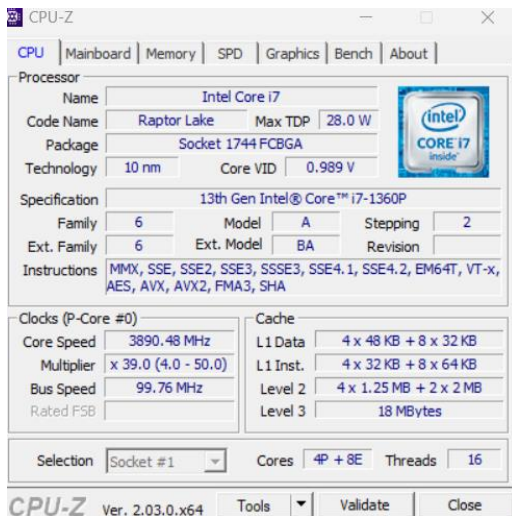 CPU-Z
CPU Mainboard Memory SPD Graphics Bench About
Processor
Name Intel Core i7
Code Name Raptor Lake Max TDP 28.0 W
Package Socket 1744 FCBGA
Technology 10 nm Core VID 0.989 V
intel
CORE i7
inside
Specification 13th Gen Intel® Core™ i7-1360P
Family 6 Model A Stepping 2
Ext. Family 6 Ext. Model BA Revision
Instructions MMX, SSE, SSE2, SSE3, SSSE3, SSE4.1, SSE4.2, EM64T, VT-x,
AES, AVX, AVX2, FMA3, SHA
Clocks (P-Core #0)
Core Speed 3890.48 MHz
Multiplier x 39.0 (4.0 - 50.0)
Bus Speed 99.76 MHz
Rated FSB
Cache
L1 Data 4 x 48 KB + 8 x 32 KB
L1 Inst. 4 x 32 KB + 8 x 64 KB
Level 2 4 x 1.25 MB + 2 x 2 MB
Level 3 18 MBytes
Selection Socket #1 Cores 4P + 8E Threads 16
CPU-Z Ver. 2.03.0.x64 Tools Validate Close